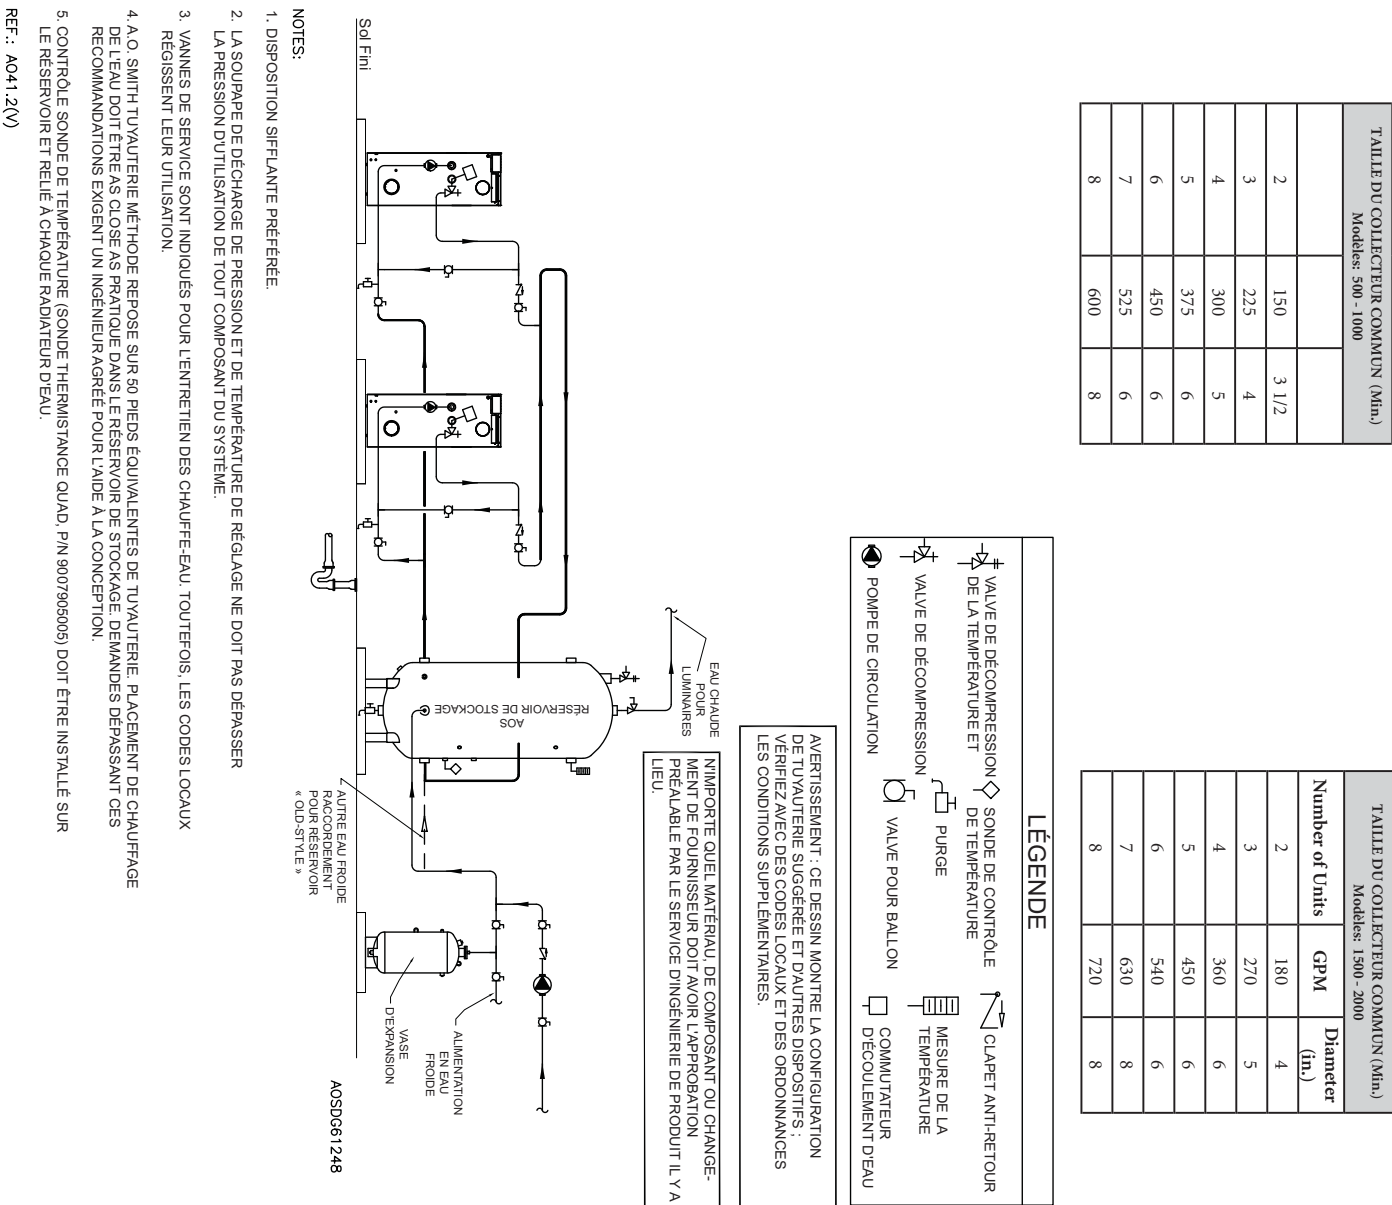 TAILLE DU COLLECTEUR COMMUN (Min.)
Modèles: 500 - 1000
2 150 3 1/2
3 225 4
4 300 5
5 375 6
6 450 6
7 525 6
8 600 8
TAILLE DU COLLECTEUR COMMUN (Min.)
Modèles: 1500 - 2000
Number of Units GPM Diameter (in.)
2 180 4
3 270 5
4 360 6
5 450 6
6 540 6
7 630 8
8 720 8
LÉGENDE
VALVE DE DÉCOMPRESSION
DE LA TEMPÉRATURE ET
SONDE DE CONTRÔLE
DE TEMPÉRATURE
CLAPET ANTI-RETOUR
VALVE DE DÉCOMPRESSION
PURGE
MESURE DE LA
TEMPÉRATURE
POMPE DE CIRCULATION
VALVE POUR BALLON
COMMUTATEUR
D'ÉCOULEMENT D'EAU
AVERTISSEMENT : CE DESSIN MONTRE LA CONFIGURATION
DE TUYAUTERIE SUGGÉRÉE ET D'AUTRES DISPOSITIFS ;
VÉRIFIEZ AVEC DES CODES LOCAUX ET DES ORDONNANCES
LES CONDITIONS SUPPLÉMENTAIRES.
N'IMPORTE QUEL MATÉRIAU, DE COMPOSANT OU CHANGE-
MENT DE FOURNISSEUR DOIT AVOIR L'APPROBATION
PRÉALABLE PAR LE SERVICE D'INGÉNIERIE DE PRODUIT IL Y A
LIEU.
EAU CHAUDE
POUR
LUMINAIRES
AOS
RÉSERVOIR DE STOCKAGE
ALIMENTATION
EN EAU
FROIDE
VASE
D'EXPANSION
AUTRE EAU FROIDE
RACCORDEMENT
POUR RÉSERVOIR
« OLD-STYLE »
Sol Fini
AOSDG61248
NOTES:
1. DISPOSITION SIFFLANTE PRÉFÉRÉE.
2. LA SOUPAPE DE DÉCHARGE DE PRESSION ET DE TEMPÉRATURE DE RÉGLAGE NE DOIT PAS DÉPASSER
LA PRESSION D'UTILISATION DE TOUT COMPOSANT DU SYSTÈME.
3. VANNES DE SERVICE SONT INDIQUÉS POUR L'ENTRETIEN DES CHAUFFE-EAU. TOUTEFOIS, LES CODES LOCAUX
RÉGISSENT LEUR UTILISATION.
4. A.O. SMITH TUYAUTERIE MÉTHODE REPOSE SUR 50 PIEDS ÉQUIVALENTES DE TUYAUTERIE. PLACEMENT DE CHAUFFAGE
DE L'EAU DOIT ÊTRE AS CLOSE AS PRATIQUE DANS LE RÉSERVOIR DE STOCKAGE. DEMANDES DÉPASSANT CES
RECOMMANDATIONS EXIGENT UN INGÉNIEUR AGRÉÉ POUR L'AIDE À LA CONCEPTION.
5. CONTRÔLE SONDE DE TEMPÉRATURE (SONDE THERMISTANCE QUAD, P/N 9007905005) DOIT ÊTRE INSTALLÉ SUR
LE RÉSERVOIR ET RELIÉ À CHAQUE RADIATEUR D'EAU.
REF.: AO41.2(V)